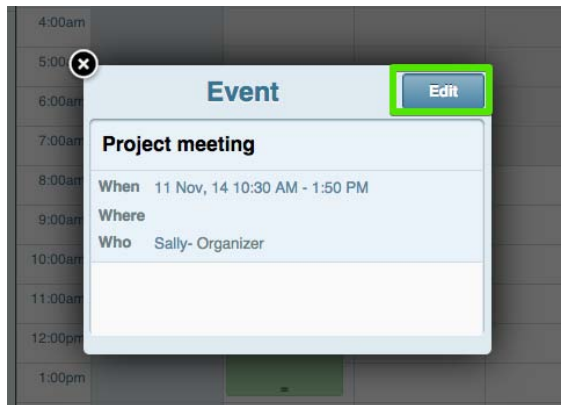 4:00am
5:00
Event
Edit
6:00am
7:00am
Project meeting
8:00am
When 11 Nov, 14 10:30 AM - 1:50 PM
9:00am
Where
Who Sally- Organizer
10:00am
11:00am
12:00pm
1:00pm